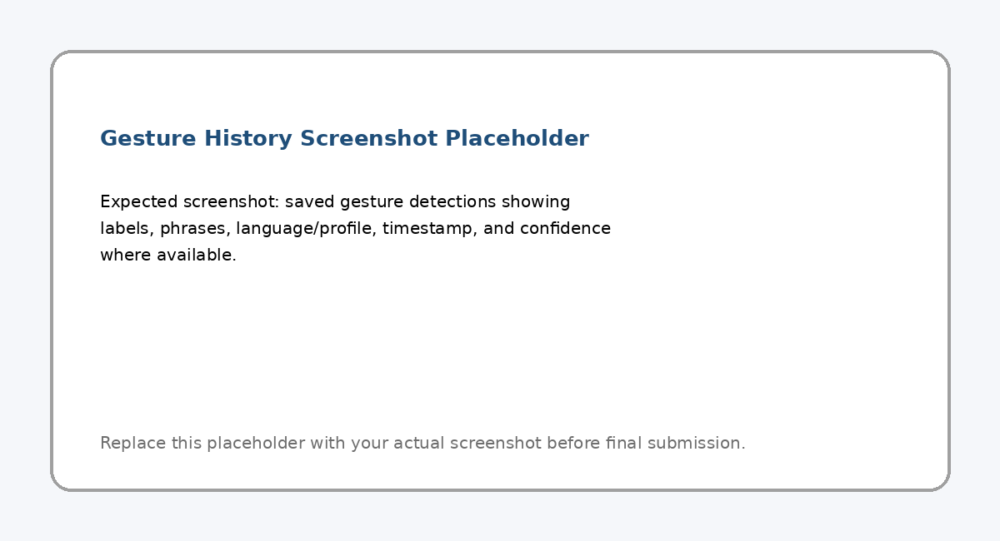 Gesture History Screenshot Placeholder
Expected screenshot: saved gesture detections showing
labels, phrases, language/profile, timestamp, and confidence
where available.
Replace this placeholder with your actual screenshot before final submission.